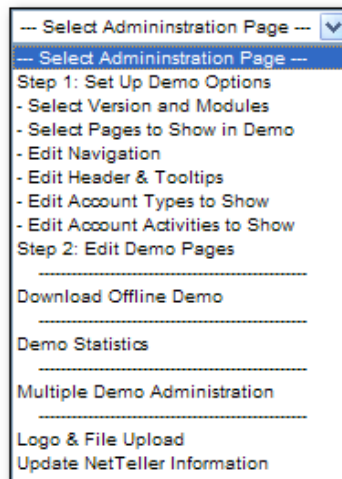 --- Select Admininstration Page ---
--- Select Admininstration Page ---
Step 1: Set Up Demo Options
- Select Version and Modules
- Select Pages to Show in Demo
- Edit Navigation
- Edit Header & Tooltips
- Edit Account Types to Show
- Edit Account Activities to Show
Step 2: Edit Demo Pages
--------------------------------------------------
Download Offline Demo
--------------------------------------------------
Demo Statistics
--------------------------------------------------
Multiple Demo Administration
--------------------------------------------------
Logo & File Upload
Update NetTeller Information